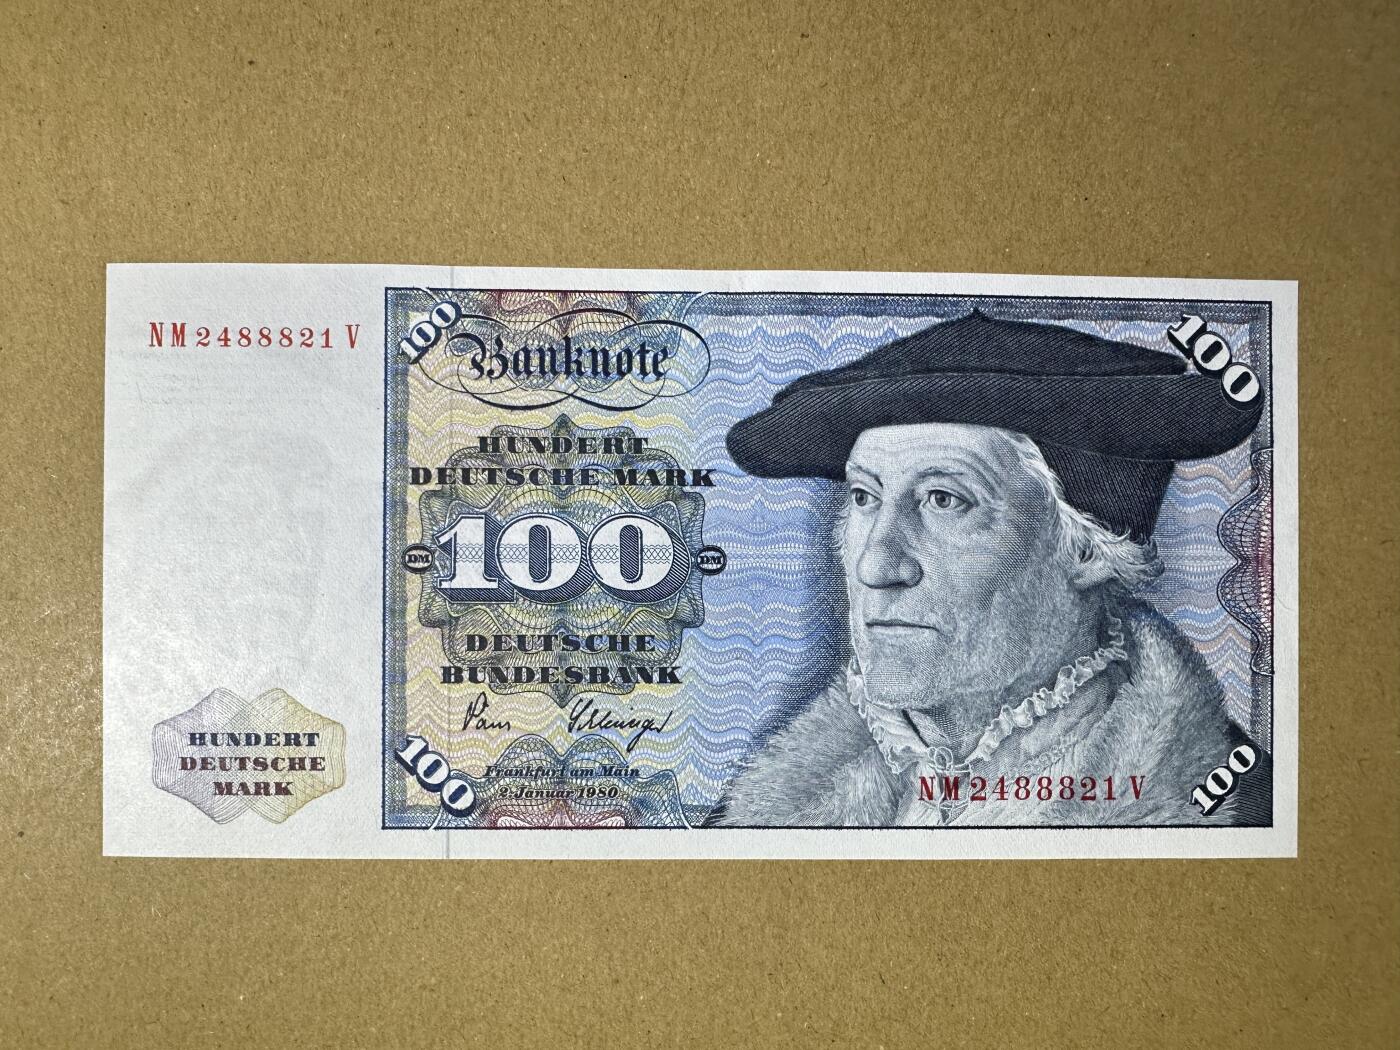 NM2488821V
100
Banknote
100
HUNDERT
DEUTSCHE MARK
DM 100 DM
DEUTSCHE
BUNDESBANK
Frankfurt am Main
2. Januar 1980
HUNDERT
DEUTSCHE
MARK
100
NM2488821V
100